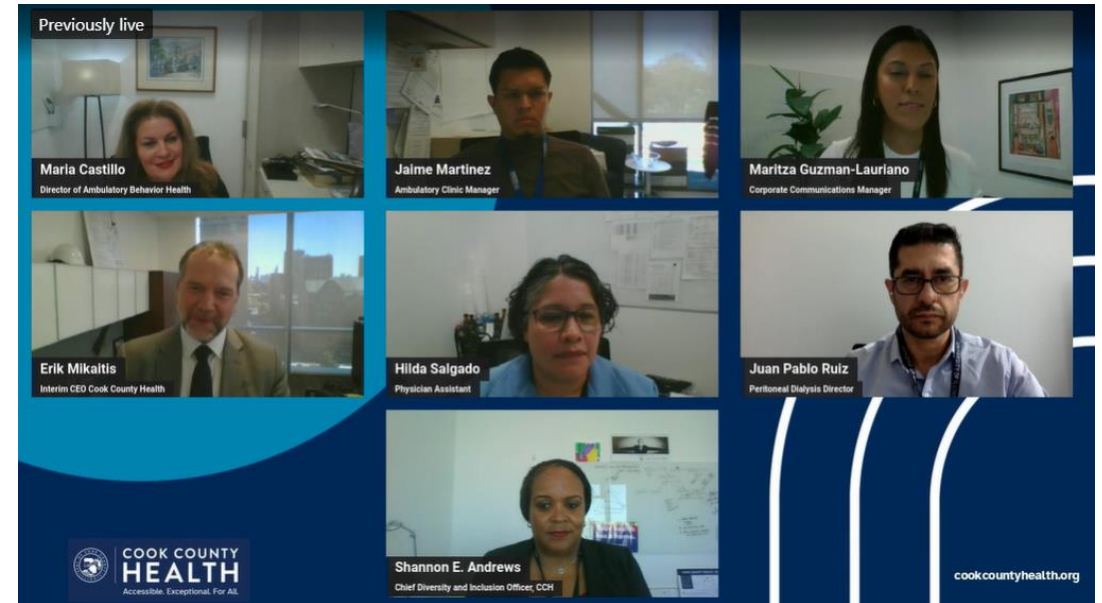 Previously live
Maria Castillo
Director of Ambulatory Behavior Health
Jaime Martinez
Ambulatory Clinic Manager
Maritza Guzman-Lauriano
Corporate Communications Manager
Erik Mikaitis
Interim CEO Cook County Health
Hilda Salgado
Physician Assistant
Juan Pablo Ruiz
Peritoneal Dialysis Director
Shannon E. Andrews
Chief Diversity and Inclusion Officer, CCH
COOK COUNTY
HEALTH
Accessible. Exceptional. For All.
cookcountyhealth.org